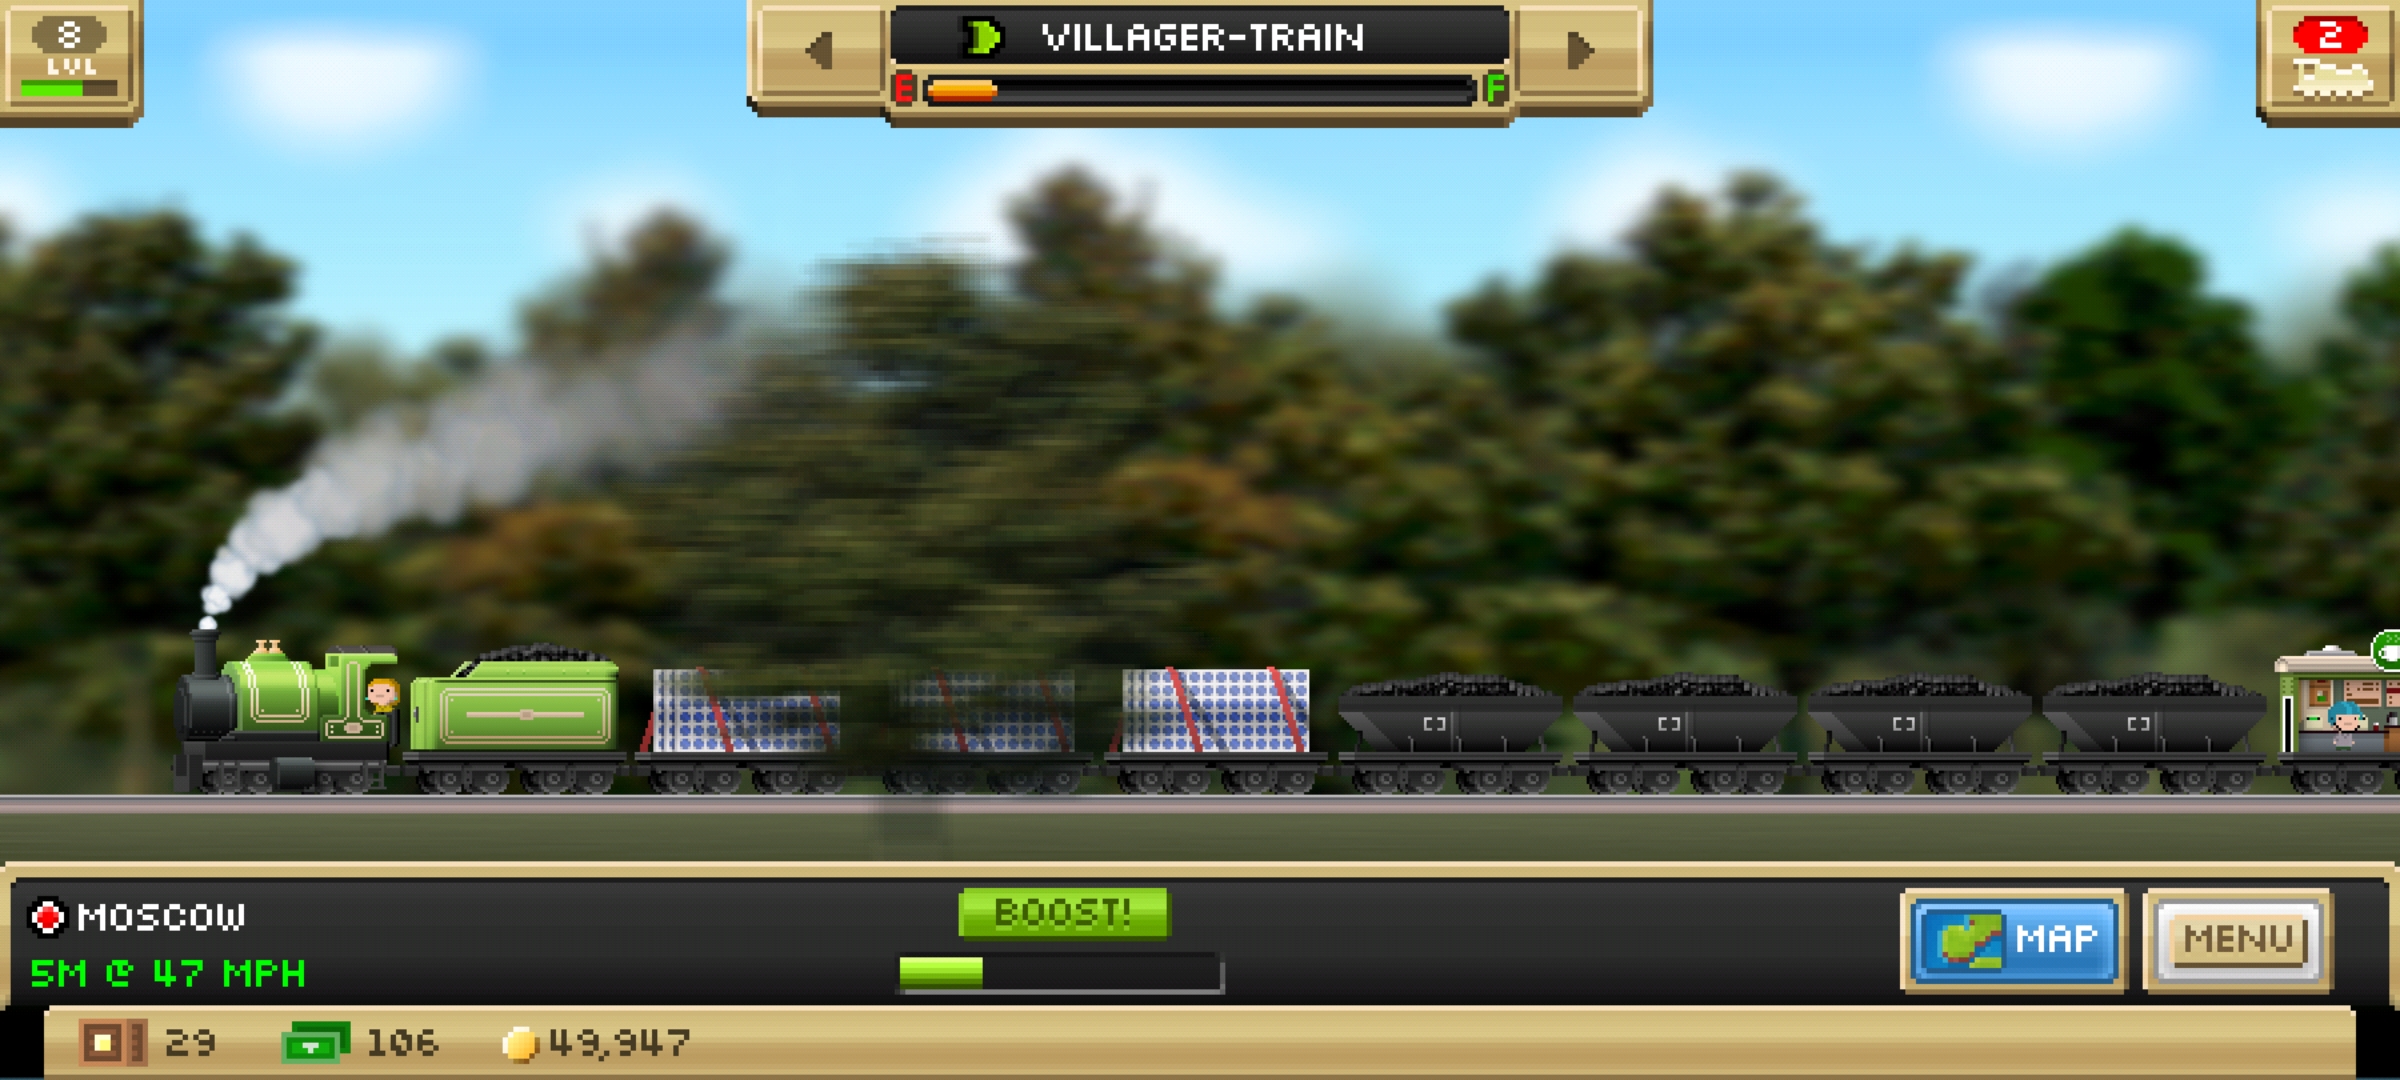 8
LVL
VILLAGER-TRAIN
E F
2
MOSCOW
5M @ 47 MPH
BOOST!
MAP
MENU
29 106 49,947